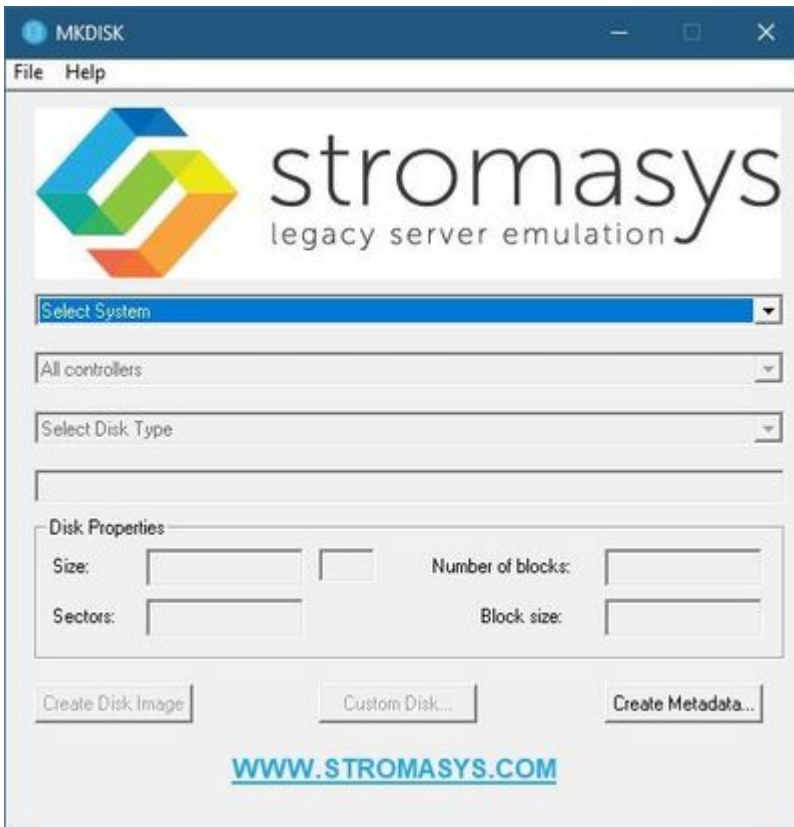 MKDISK
File Help
stromasys
legacy server emulation
Select System
All controllers
Select Disk Type
Disk Properties
Size: Number of blocks:
Sectors: Block size:
Create Disk Image Custom Disk... Create Metadata...
WWW.STROMASYS.COM